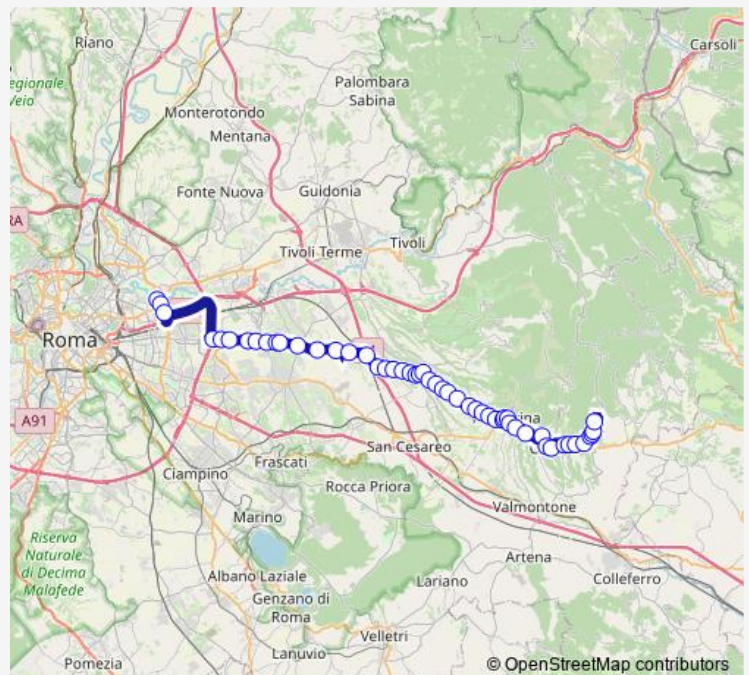 Riano
Carsoli
egionale
Veio
Palombara
Sabina
Monterotondo
Mentana
Fonte Nuova
Guidonia
RA
Tivoli Terme
Tivoli
Roma
A91
San Cesareo
Ciampino
Frascati
Rocca Priora
Marino
Valmontone
Riserva
Naturale
di Decima
Malafede
Artena
Albano Laziale
Lariano
Colleferro
Genzano di
Roma
Velletri
Lanuvio
Pomezia
© OpenStreetMap contributors